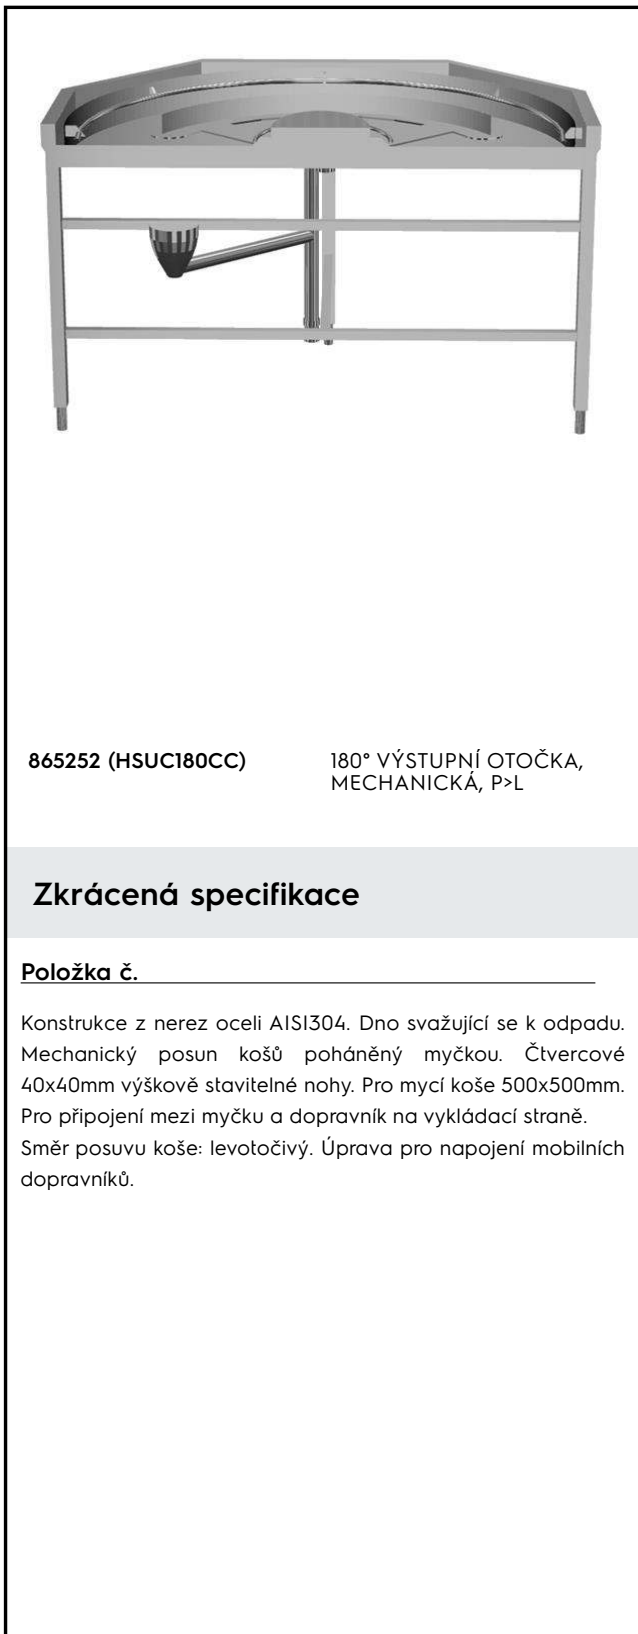 865252 (HSUC180CC)
180° VÝSTUPNÍ OTOČKA,
MECHANICKÁ, P>L
Zkrácená specifikace
Položka č.
Konstrukce z nerez oceli AISI304. Dno svažující se k odpadu.
Mechanický posun košů poháněný myčkou. Čtvercové
40x40mm výškově stavitelné nohy. Pro mycí koše 500x500mm.
Pro připojení mezi myčku a dopravník na vykládací straně.
Směr posuvu koše: levotočivý. Úprava pro napojení mobilních
dopravníků.